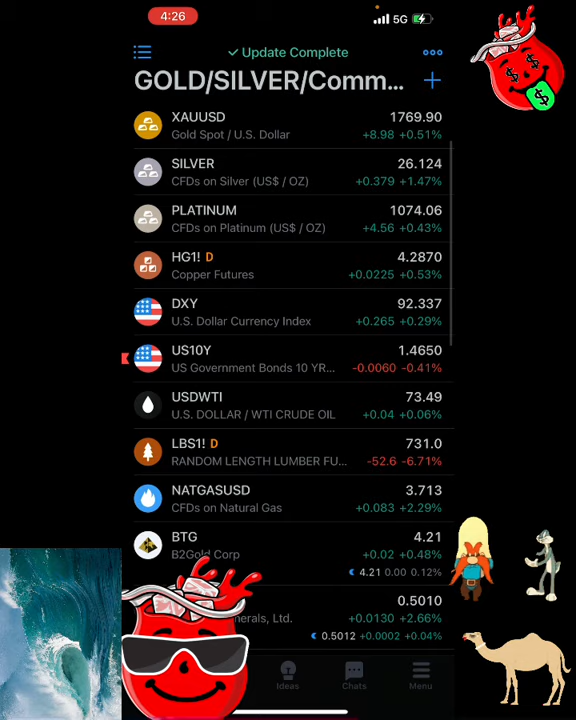 4:26
5G
✓ Update Complete
GOLD/SILVER/Comm...
XAUUSD 1769.90
Gold Spot / U.S. Dollar +8.98 +0.51%
SILVER 26.124
CFDs on Silver (US$ / OZ) +0.379 +1.47%
PLATINUM 1074.06
CFDs on Platinum (US$ / OZ) +4.56 +0.43%
HG1! D 4.2870
Copper Futures +0.0225 +0.53%
DXY 92.337
U.S. Dollar Currency Index +0.265 +0.29%
US10Y 1.4650
US Government Bonds 10 YR... -0.0060 -0.41%
USDWTI 73.49
U.S. DOLLAR / WTI CRUDE OIL +0.04 +0.06%
LBS1! D 731.0
RANDOM LENGTH LUMBER FU... -52.6 -6.71%
NATGASUSD 3.713
CFDs on Natural Gas +0.083 +2.29%
BTG 4.21
B2Gold Corp +0.02 +0.48%
4.21 0.00 0.12%
0.5010
nerals, Ltd. +0.0130 +2.66%
0.5012 +0.0002 +0.04%
Ideas Chats Menu